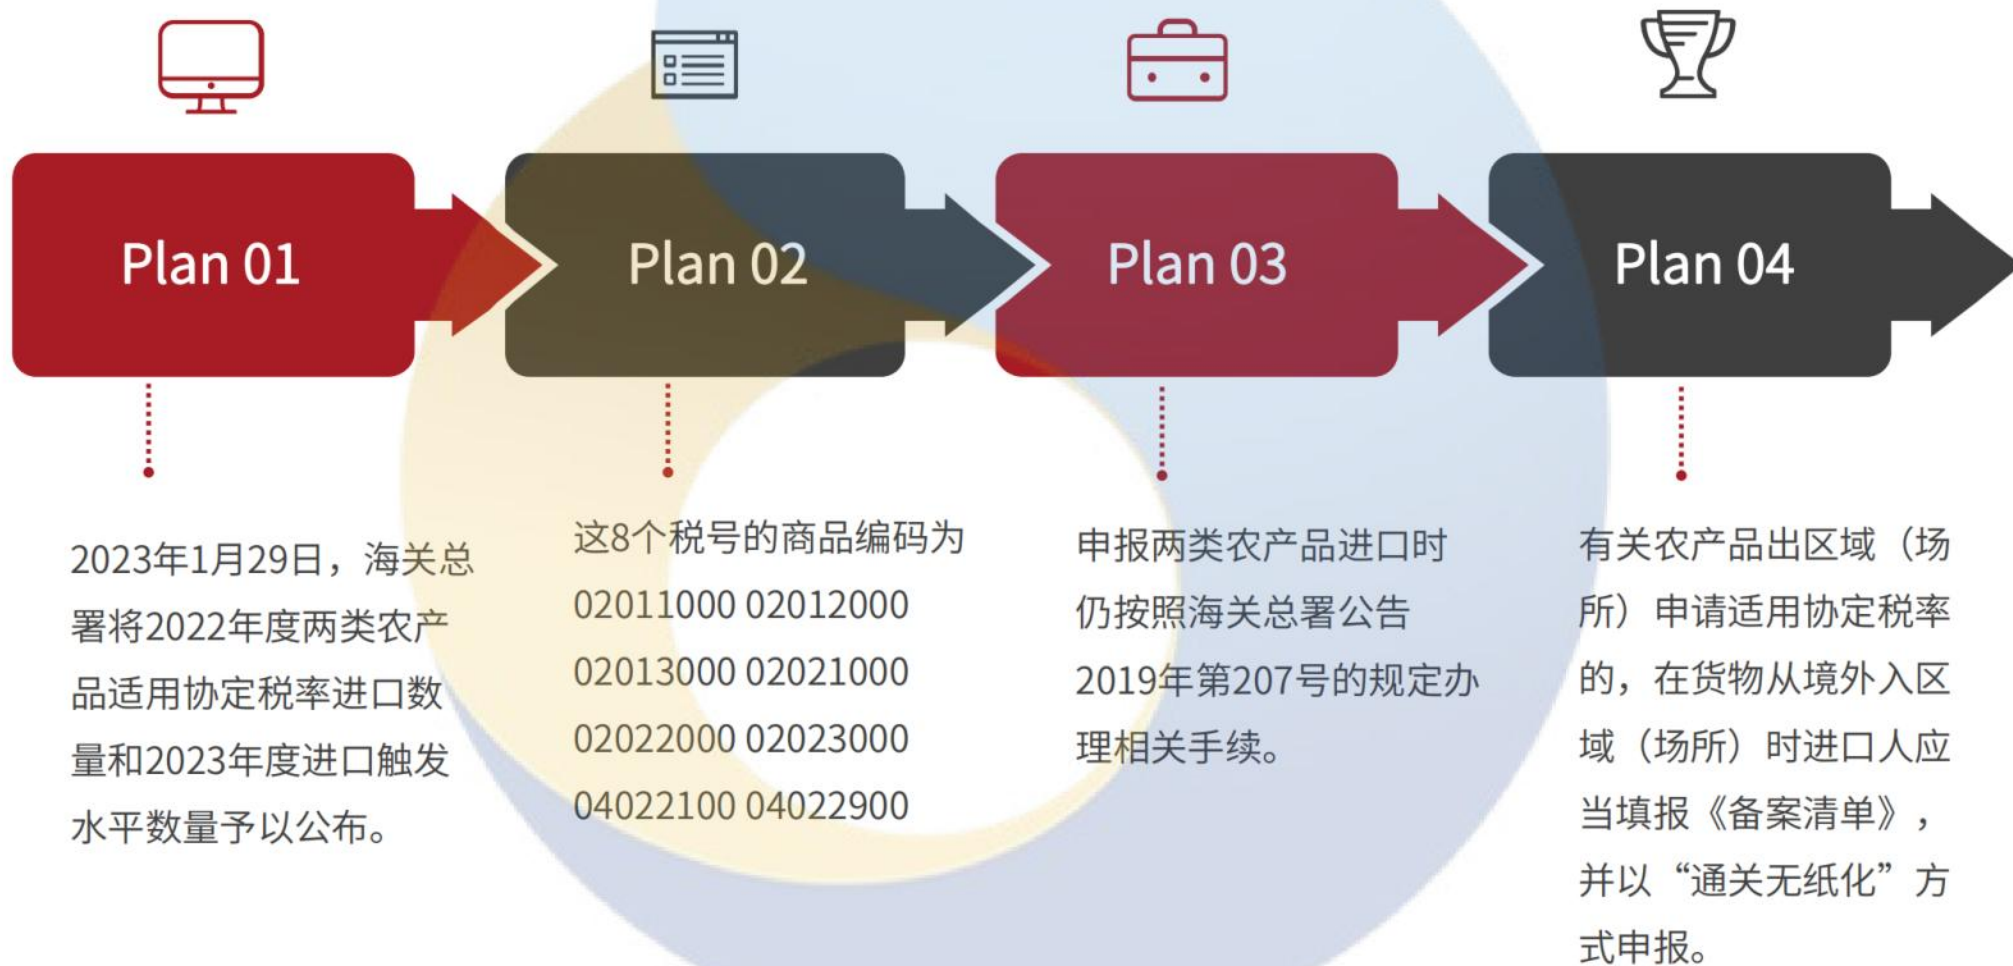 Plan 01
Plan 02
Plan 03
Plan 04
2023年1月29日，海关总
署将2022年度两类农产
品适用协定税率进口数
量和2023年度进口触发
水平数量予以公布。
这8个税号的商品编码为
02011000 02012000
02013000 02021000
02022000 02023000
04022100 04022900
申报两类农产品进口时
仍按照海关总署公告
2019年第207号的规定办
理相关手续。
有关农产品出区域（场
所）申请适用协定税率
的，在货物从境外入区
域（场所）时进口人应
当填报《备案清单》，
并以“通关无纸化”方
式申报。